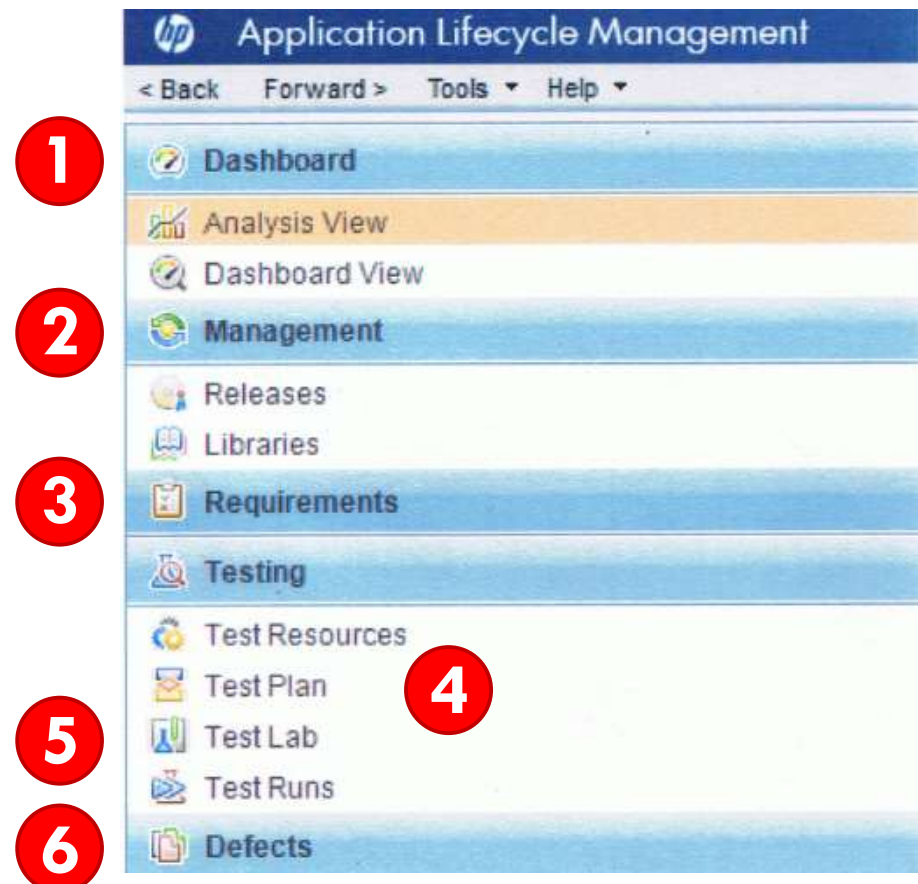 hp Application Lifecycle Management
< Back Forward > Tools Help
1 Dashboard
Analysis View
Dashboard View
2 Management
Releases
Libraries
3 Requirements
Testing
Test Resources
Test Plan 4
5 Test Lab
Test Runs
6 Defects